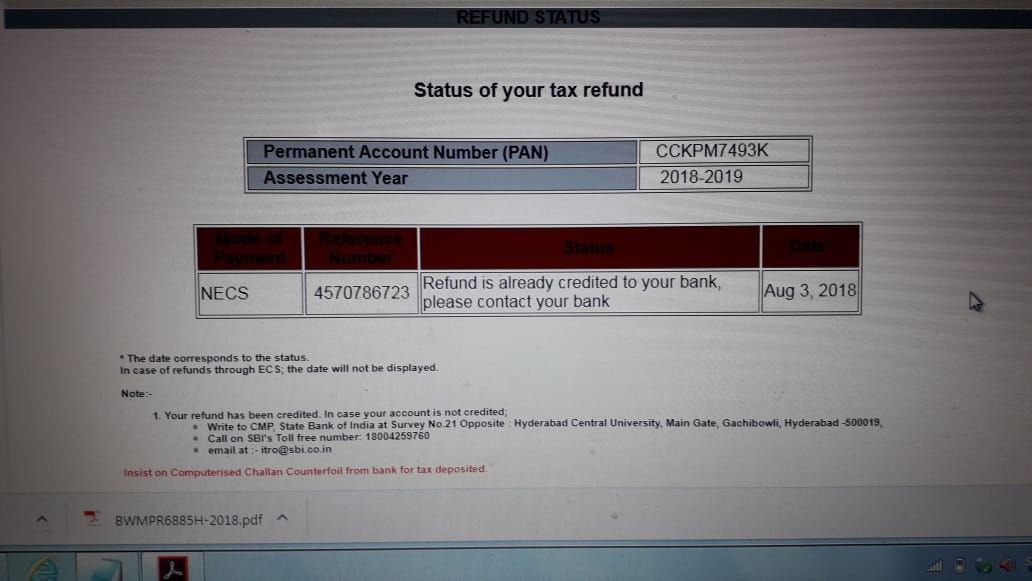 REFUND STATUS
Status of your tax refund
Permanent Account Number (PAN) CCKPM7493K
Assessment Year 2018-2019
Mode of Payment Reference Number Status Date*
NECS 4570786723 Refund is already credited to your bank, please contact your bank Aug 3, 2018
* The date corresponds to the status.
In case of refunds through ECS; the date will not be displayed.
Note:-
1. Your refund has been credited. In case your account is not credited;
Write to CMP, State Bank of India at Survey No.21 Opposite : Hyderabad Central University, Main Gate, Gachibowli, Hyderabad -500019,
Call on SBI's Toll free number: 18004259760
email at :- itro@sbi.co.in
Insist on Computerised Challan Counterfoil from bank for tax deposited.
BWMPR6885H-2018.pdf